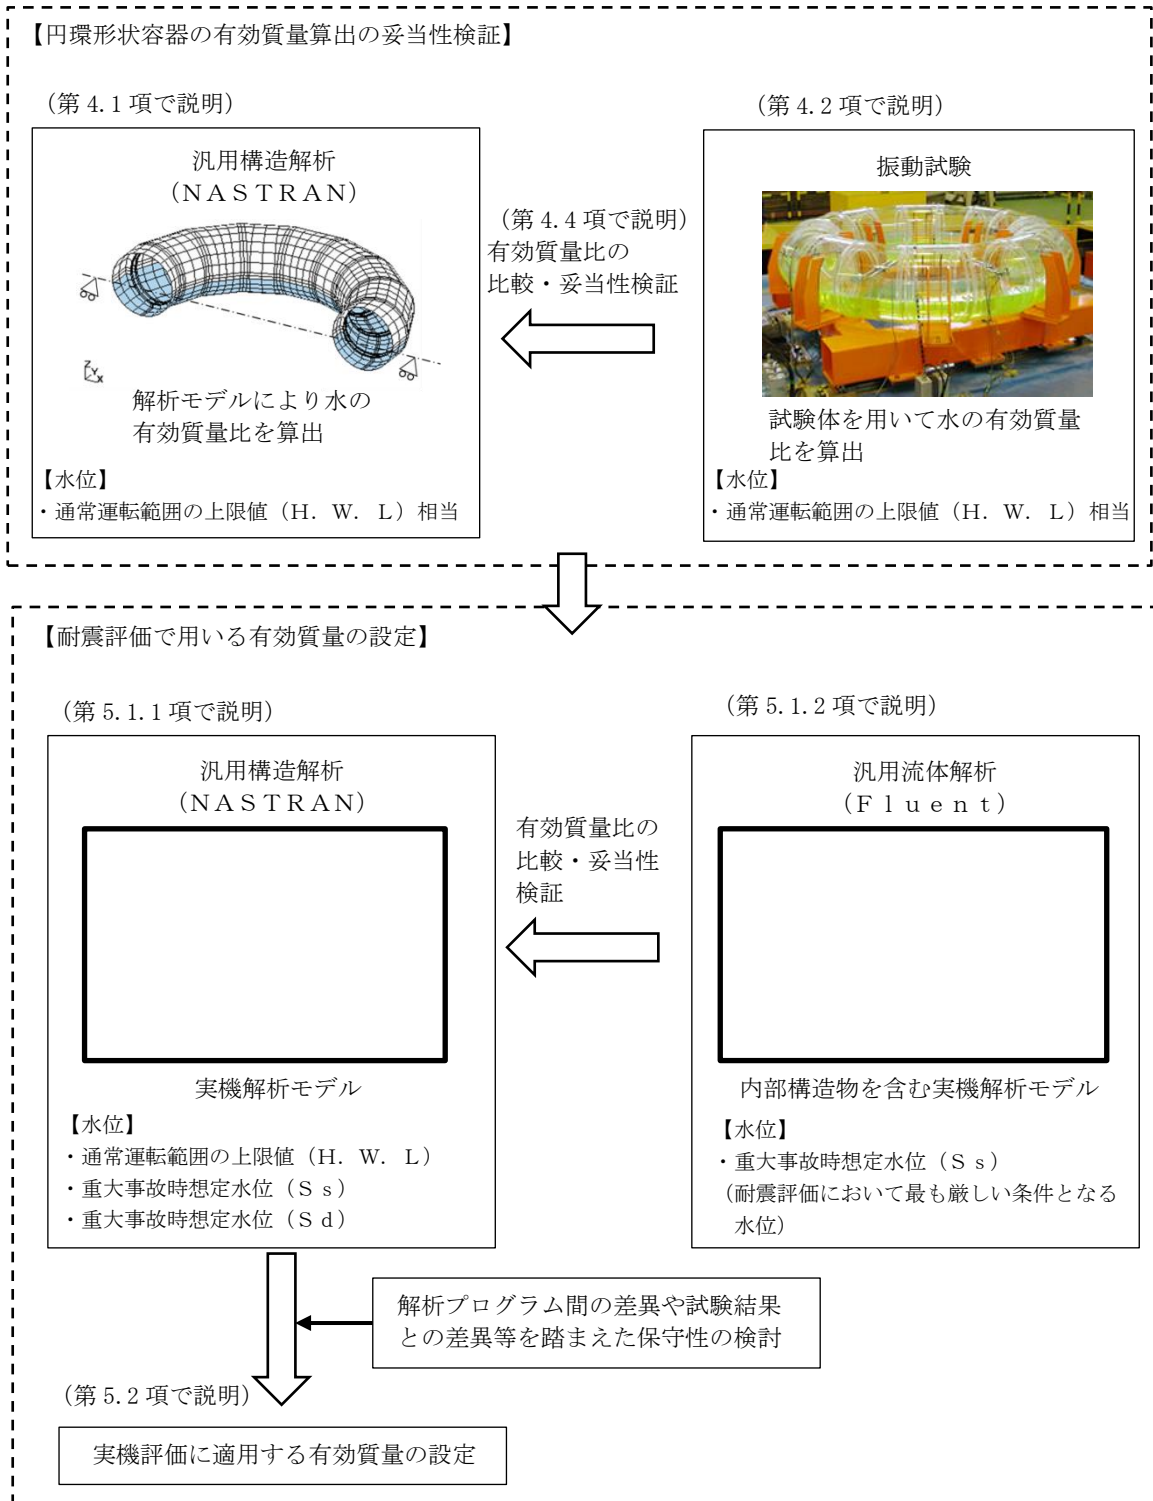 【円環形状容器の有効質量算出の妥当性検証】
（第 4.1 項で説明）
汎用構造解析
（ＮＡＳＴＲＡＮ）
Z
Y
X
解析モデルにより水の
有効質量比を算出
【水位】
・通常運転範囲の上限値（Ｈ．Ｗ．Ｌ）相当
（第 4.4 項で説明）
有効質量比の
比較・妥当性検証
（第 4.2 項で説明）
振動試験
試験体を用いて水の有効質量
比を算出
【水位】
・通常運転範囲の上限値（Ｈ．Ｗ．Ｌ）相当
【耐震評価で用いる有効質量の設定】
（第 5.1.1 項で説明）
汎用構造解析
（ＮＡＳＴＲＡＮ）
実機解析モデル
【水位】
・通常運転範囲の上限値（Ｈ．Ｗ．Ｌ）
・重大事故時想定水位（Ｓｓ）
・重大事故時想定水位（Ｓｄ）
有効質量比の
比較・妥当性
検証
（第 5.1.2 項で説明）
汎用流体解析
（Ｆｌｕｅｎｔ）
内部構造物を含む実機解析モデル
【水位】
・重大事故時想定水位（Ｓｓ）
（耐震評価において最も厳しい条件となる
水位）
解析プログラム間の差異や試験結果
との差異等を踏まえた保守性の検討
（第 5.2 項で説明）
実機評価に適用する有効質量の設定